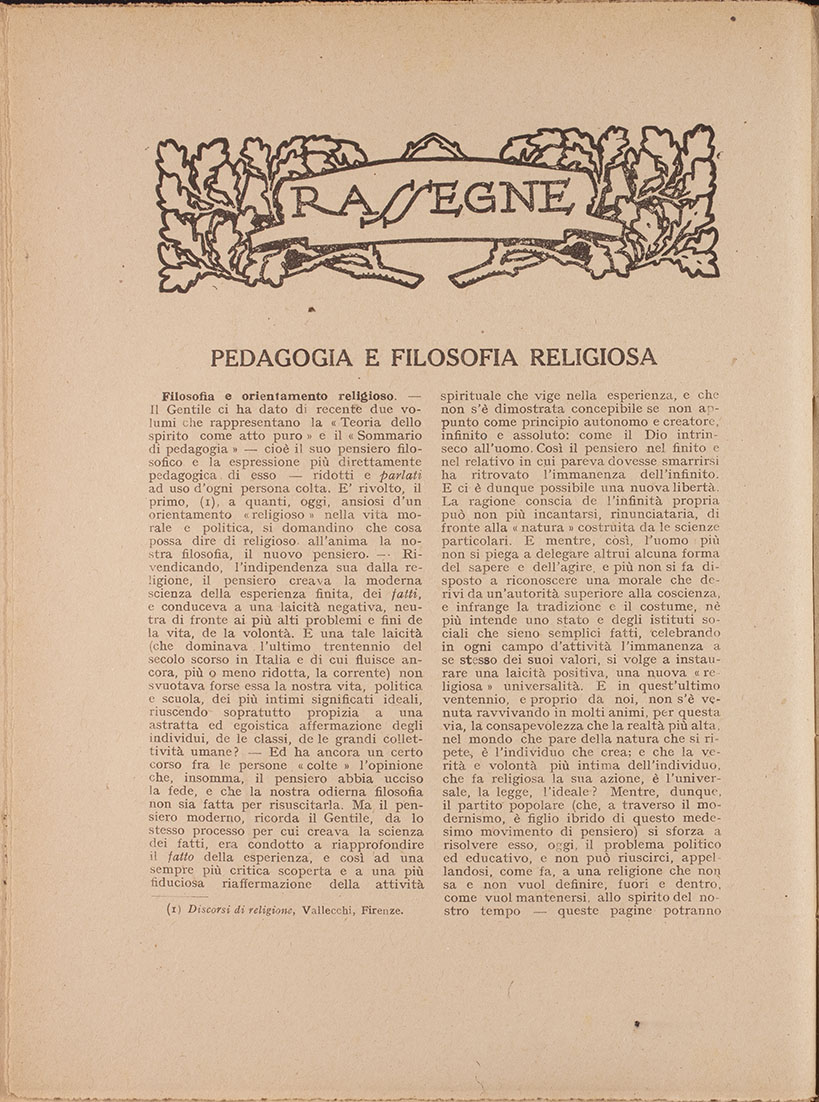 RASSEGNE
PEDAGOGIA E FILOSOFIA RELIGIOSA
Filosofia e orientamento religioso. —
Il Gentile ci ha dato di recente due vo-
lumi che rappresentano la « Teoria dello
spirito come atto puro » e il « Sommario
di pedagogia » — cioè il suo pensiero filo-
sofico e la espressione più direttamente
pedagogica di esso — ridotti e parlati
ad uso d'ogni persona colta. E' rivolto, il
primo, (1), a quanti, oggi, ansiosi d'un
orientamento « religioso » nella vita mo-
rale e politica, si domandino che cosa
possa dire di religioso all'anima la no-
stra filosofia, il nuovo pensiero. — Ri-
vendicando, l'indipendenza sua dalla re-
ligione, il pensiero creava la moderna
scienza della esperienza finita, dei fatti,
e conduceva a una laicità negativa, neu-
tra di fronte ai più alti problemi e fini de
la vita, de la volontà. E una tale laicità
(che dominava l'ultimo trentennio del
secolo scorso in Italia e di cui fluisce an-
cora, più o meno ridotta, la corrente) non
svuotava forse essa la nostra vita, politica
e scuola, dei più intimi significati ideali,
riuscendo sopratutto propizia a una
astratta ed egoistica affermazione degli
individui, de le classi, de le grandi collet-
tività umane? — Ed ha ancora un certo
corso fra le persone « colte » l'opinione
che, insomma, il pensiero abbia ucciso
la fede, e che la nostra odierna filosofia
non sia fatta per risuscitarla. Ma il pen-
siero moderno, ricorda il Gentile, da lo
stesso processo per cui creava la scienza
dei fatti, era condotto a riapprofondire
il fatto della esperienza, e così ad una
sempre più critica scoperta e a una più
fiduciosa riaffermazione della attività
(1) Discorsi di religione, Vallecchi, Firenze.
spirituale che vige nella esperienza, e che
non s'è dimostrata concepibile se non ap-
punto come principio autonomo e creatore,
infinito e assoluto: come il Dio intrin-
seco all'uomo. Così il pensiero nel finito e
nel relativo in cui pareva dovesse smarrirsi
ha ritrovato l'immanenza dell'infinito.
E ci è dunque possibile una nuova libertà.
La ragione conscia de l'infinità propria
può non più incantarsi, rinunciataria, di
fronte alla « natura » costruita da le scienze
particolari. E mentre, così, l'uomo più
non si piega a delegare altrui alcuna forma
del sapere e dell'agire, e più non si fa di-
sposto a riconoscere una morale che de-
rivi da un'autorità superiore alla coscienza,
e infrange la tradizione e il costume, nè
più intende uno stato e degli istituti so-
ciali che sieno semplici fatti, celebrando
in ogni campo d'attività l'immanenza a
se stesso dei suoi valori, si volge a instau-
rare una laicità positiva, una nuova « re-
ligiosa » universalità. E in quest'ultimo
ventennio, e proprio da noi, non s'è ve-
nuta ravvivando in molti animi, per questa
via, la consapevolezza che la realtà più alta,
nel mondo che pare della natura che si ri-
pete, è l'individuo che crea; e che la ve-
rità e volontà più intima dell'individuo,
che fa religiosa la sua azione, è l'univer-
sale, la legge, l'ideale? Mentre, dunque,
il partito popolare (che, a traverso il mo-
dernismo, è figlio ibrido di questo mede-
simo movimento di pensiero) si sforza a
risolvere esso, oggi, il problema politico
ed educativo, e non può riuscirci, appel-
landosi, come fa, a una religione che non
sa e non vuol definire, fuori e dentro,
come vuol mantenersi, allo spirito del no-
stro tempo — queste pagine potranno